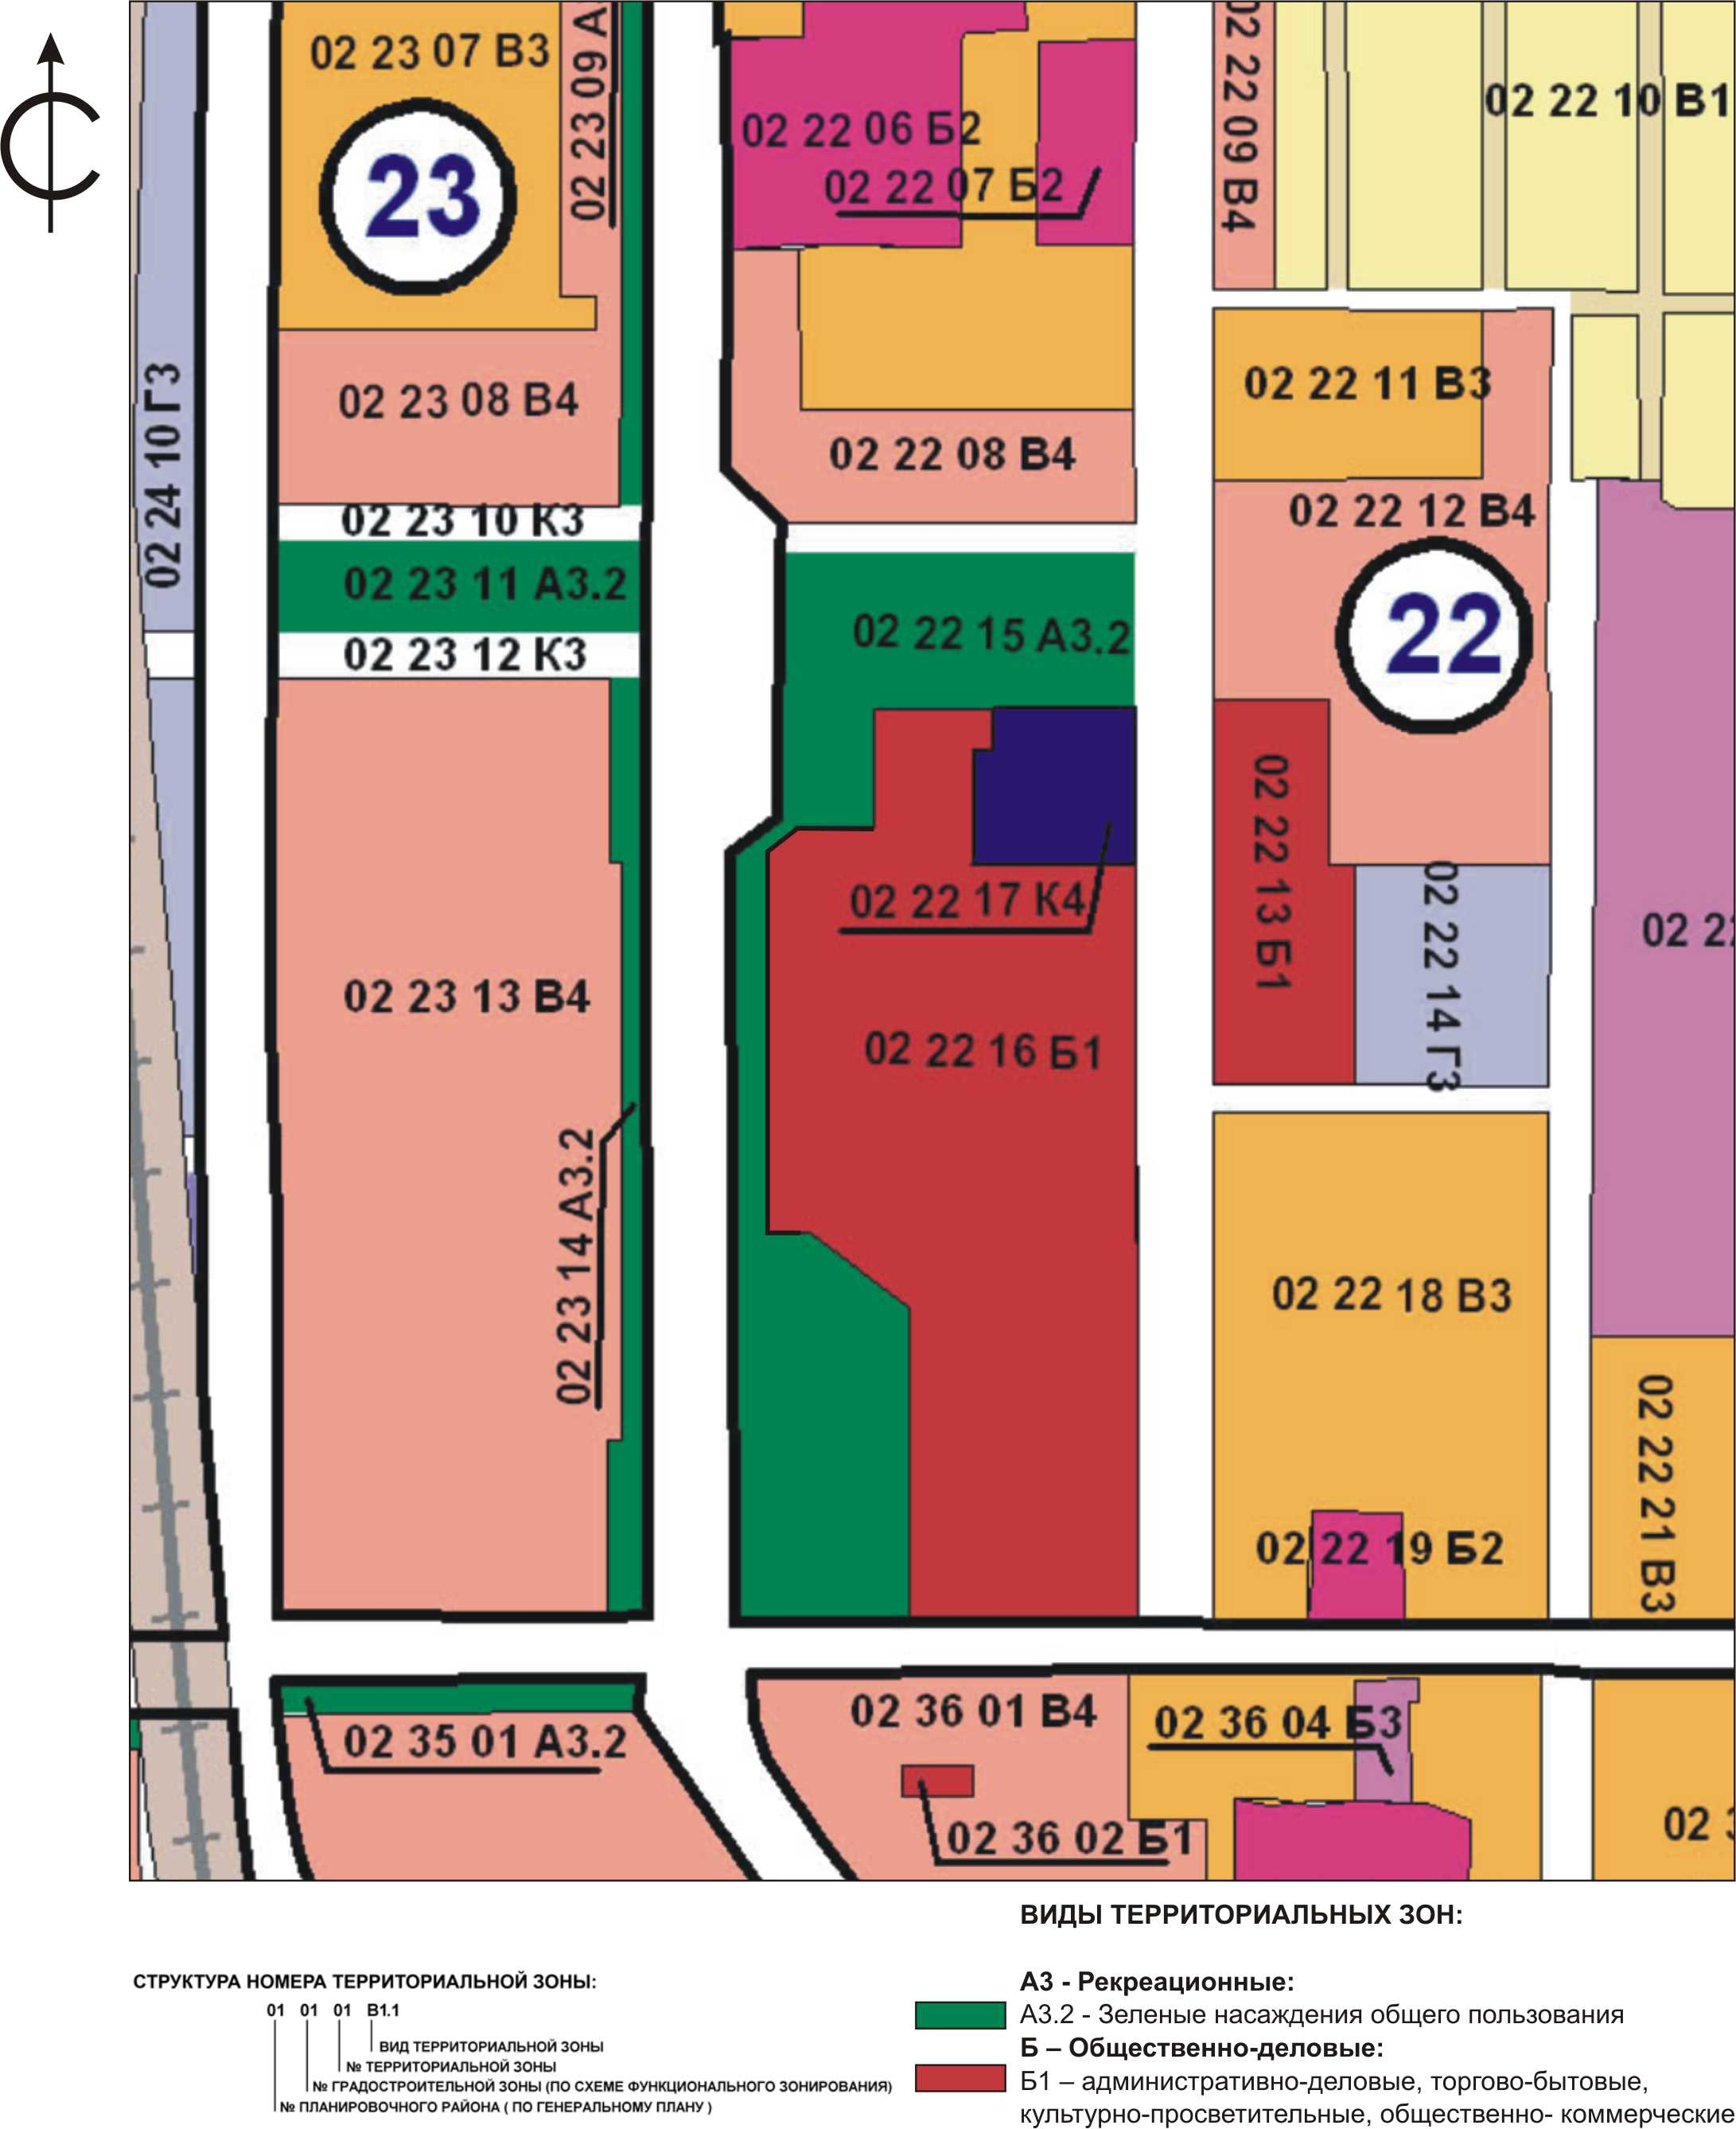 С
02 23 07 В3
02 23 09 А
02 22 06 Б2
02 22 07 Б2
02 22 09 В4
02 22 10 В1
23
02 24 10 Г3
02 23 08 В4
02 22 08 В4
02 22 11 В3
02 22 12 В4
02 23 10 К3
02 23 11 А3.2
02 23 12 К3
02 22 15 А3.2
22
02 22 17 К4
02 22 13 Б1
02 22 14 Г3
02 22
02 23 13 В4
02 22 16 Б1
02 23 14 А3.2
02 22 18 В3
02 22 19 Б2
02 22 21 В3
02 35 01 А3.2
02 36 01 В4
02 36 04 Б3
02 36 02 Б1
02
ВИДЫ ТЕРРИТОРИАЛЬНЫХ ЗОН:
СТРУКТУРА НОМЕРА ТЕРРИТОРИАЛЬНОЙ ЗОНЫ:
01 01 01 В1.1
ВИД ТЕРРИТОРИАЛЬНОЙ ЗОНЫ
№ ТЕРРИТОРИАЛЬНОЙ ЗОНЫ
№ ГРАДОСТРОИТЕЛЬНОЙ ЗОНЫ (ПО СХЕМЕ ФУНКЦИОНАЛЬНОГО ЗОНИРОВАНИЯ)
№ ПЛАНИРОВОЧНОГО РАЙОНА ( ПО ГЕНЕРАЛЬНОМУ ПЛАНУ )
А3 - Рекреационные:
А3.2 - Зеленые насаждения общего пользования
Б – Общественно-деловые:
Б1 – административно-деловые, торгово-бытовые,
культурно-просветительные, общественно- коммерческие